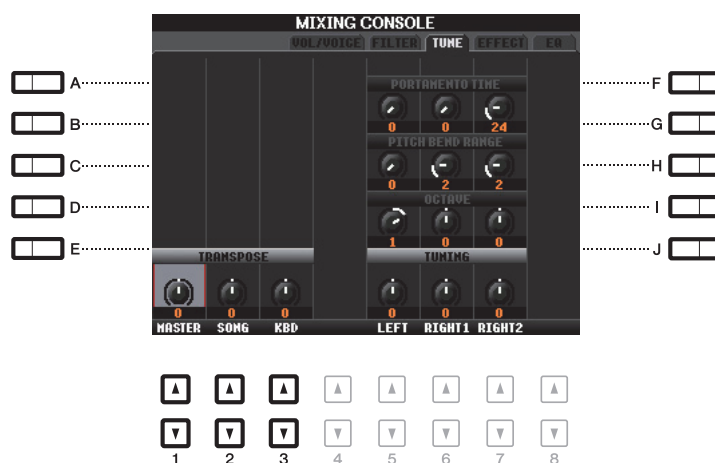 MIXING CONSOLE
VOL/VOICE FILTER TUNE EFFECT EQ
A F
PORTAMENTO TIME
0 0 24
B G
PITCH BEND RANGE
C H
0 2 2
OCTAVE
D I
1 0 0
E J
TRANSPOSE TUNING
0 0 0 0 0 0
MASTER SONG KBD LEFT RIGHT1 RIGHT2
1 2 3 4 5 6 7 8